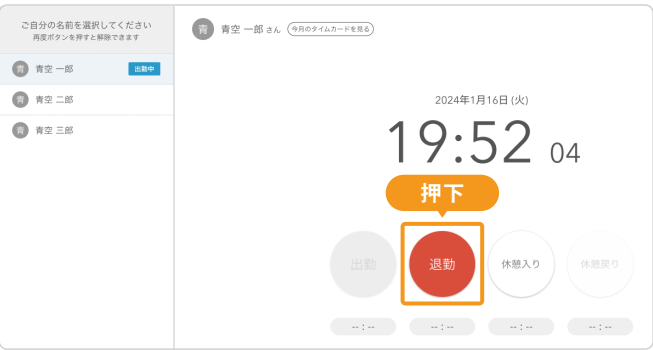 ご自分の名前を選択してください
再度ボタンを押すと解除できます
青 青空 一郎 出勤中
青 青空 二郎
青 青空 三郎
青 青空 一郎 さん 今月のタイムカードを見る
2024年1月16日 (火)
19:52 04
押下
出勤 退勤 休憩入り 休憩戻り
--:-- --:-- --:-- --:--